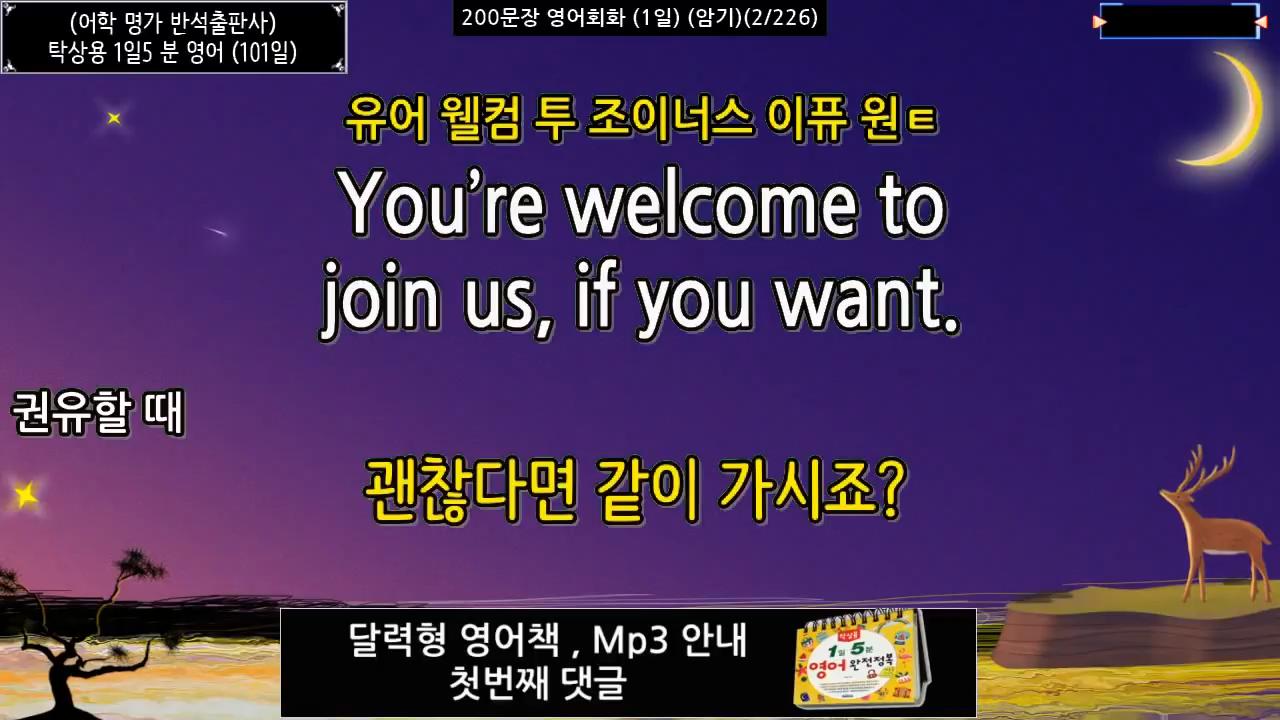 (어학 명가 반석출판사)
탁상용 1일5 분 영어 (101일)
200문장 영어회화 (1일) (암기)(2/226)
유어 웰컴 투 조이너스 이퓨 원ㅌ
You’re welcome to
join us, if you want.
권유할 때
괜찮다면 같이 가시죠?
달력형 영어책 , Mp3 안내
첫번째 댓글
탁상용
1일 5분
영어 완전정복